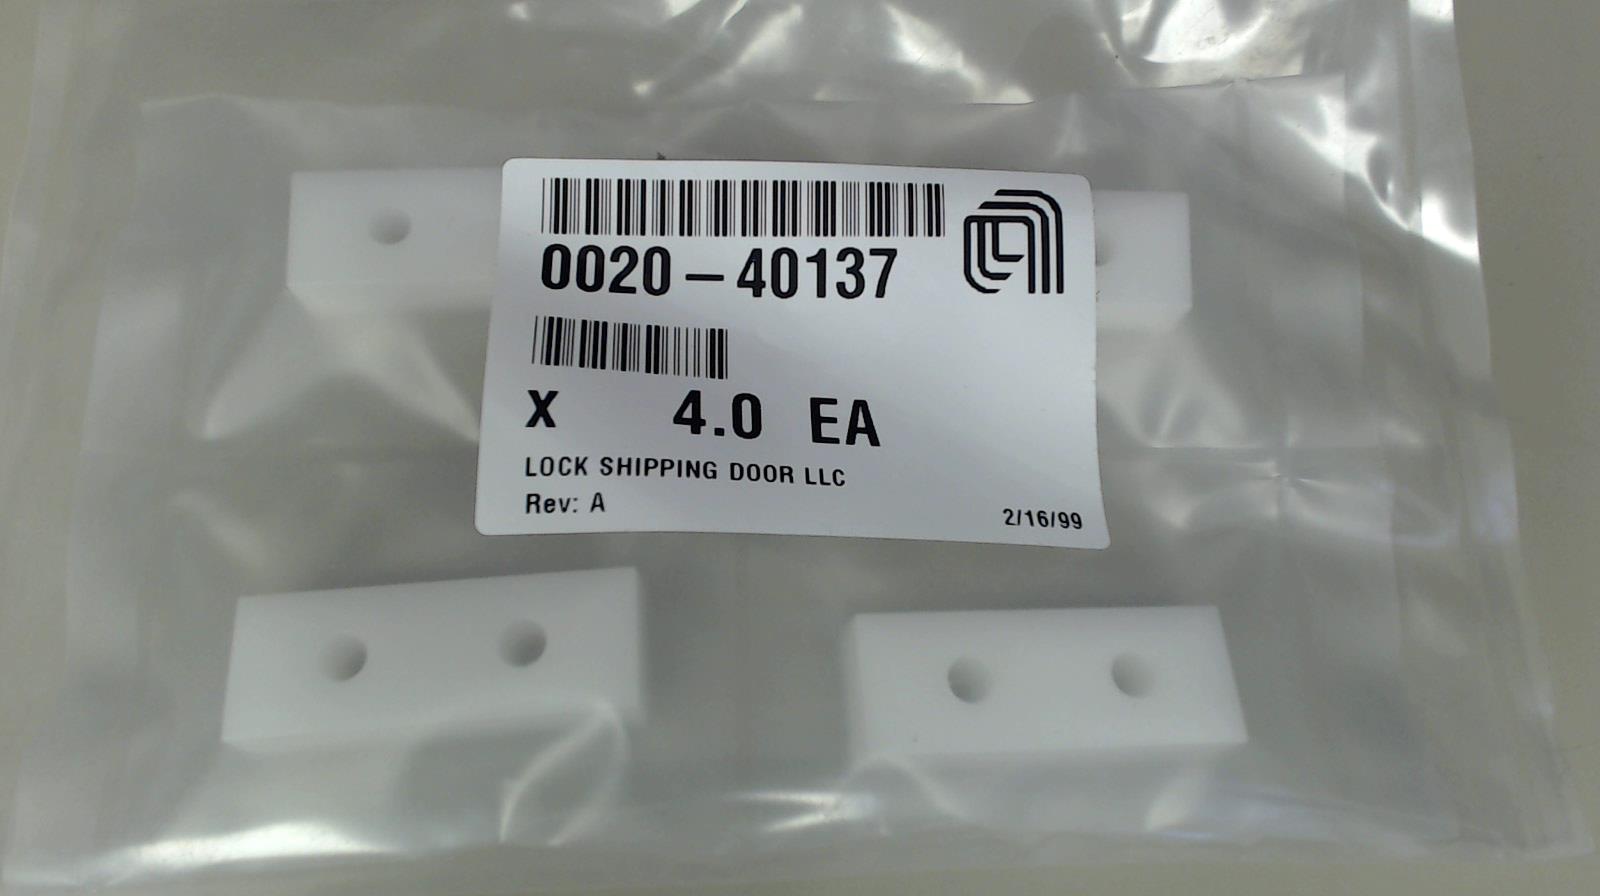 0020-40137
X 4.0 EA
LOCK SHIPPING DOOR LLC
Rev: A
2/16/99